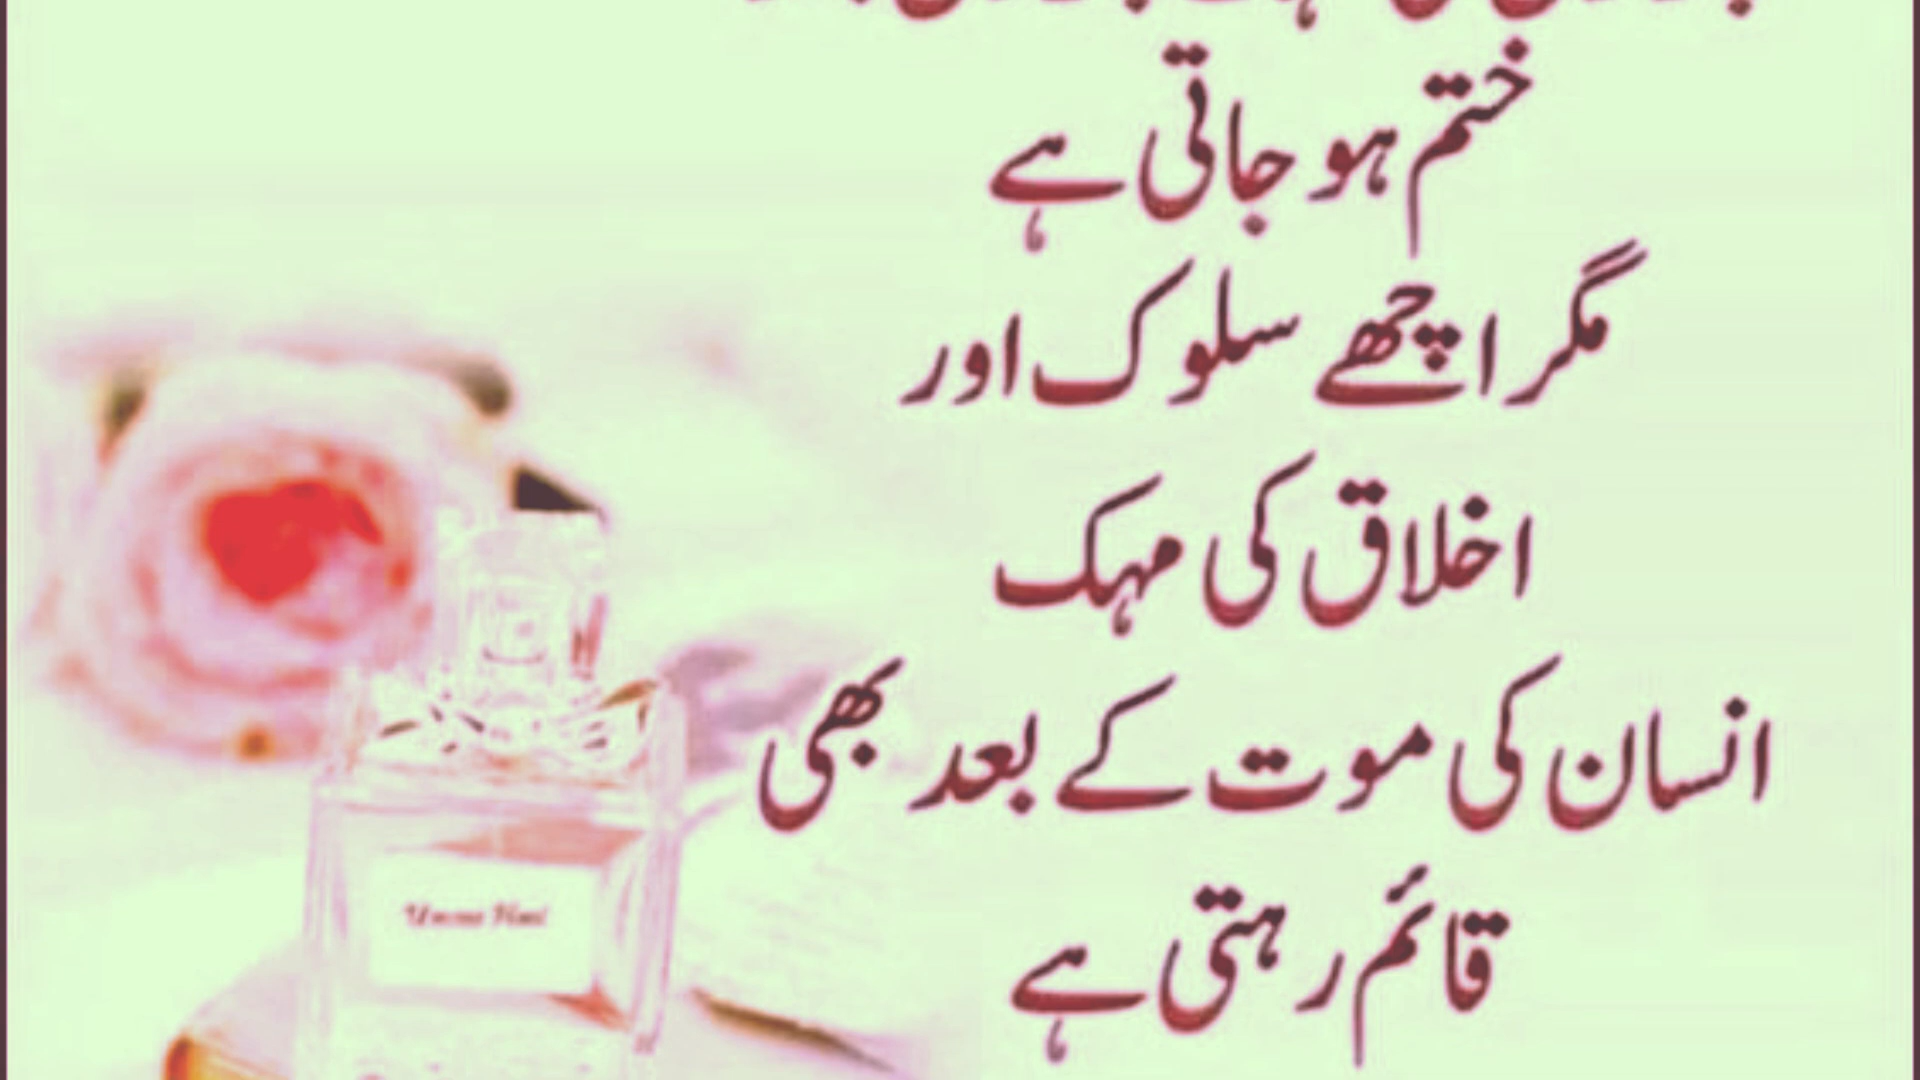 ختم ہو جاتی ہے
مگر اچھے سلوک اور
اخلاق کی مہک
انسان کی موت کے بعد بھی
قائم رہتی ہے